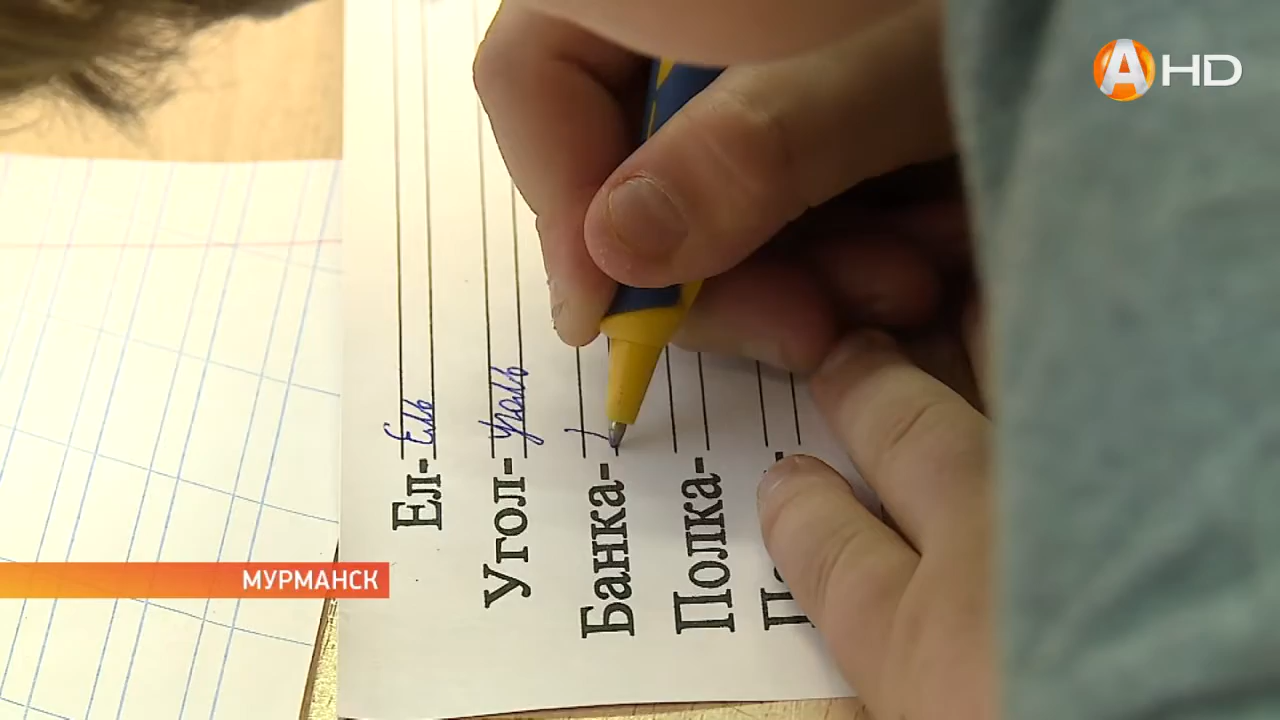 А HD
Ел- Ель
Угол- Уголь
Банка-
Полка-
МУРМАНСК